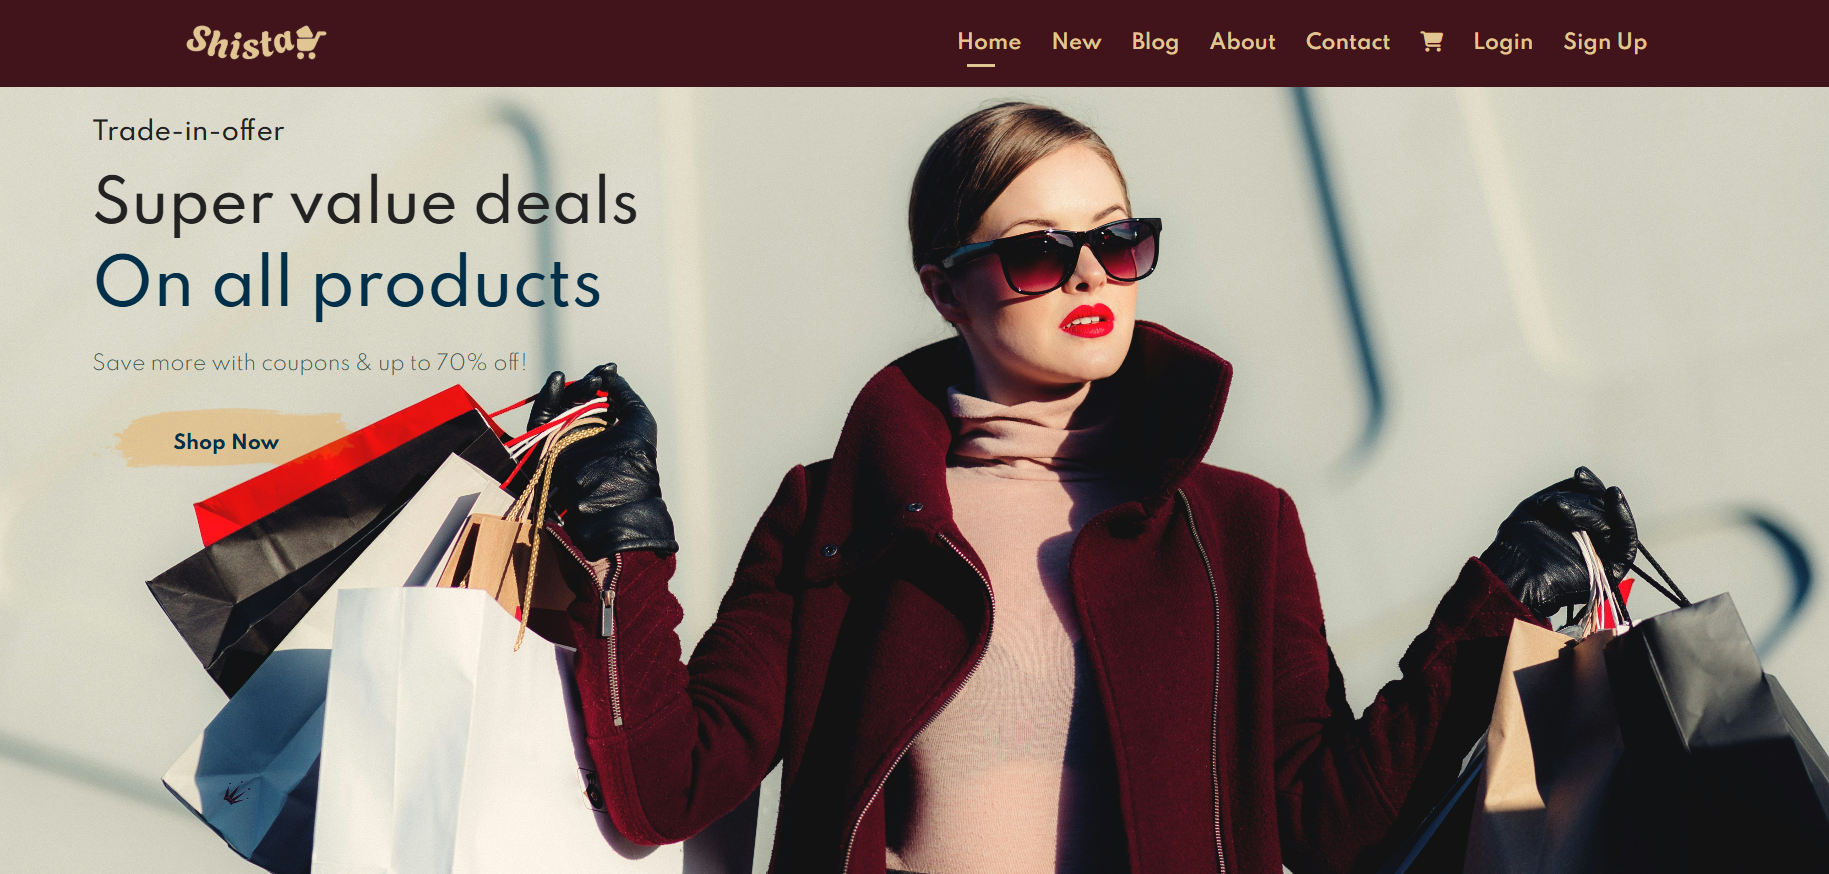 Shista
Home New Blog About Contact Login Sign Up
Trade-in-offer
Super value deals
On all products
Save more with coupons & up to 70% off!
Shop Now